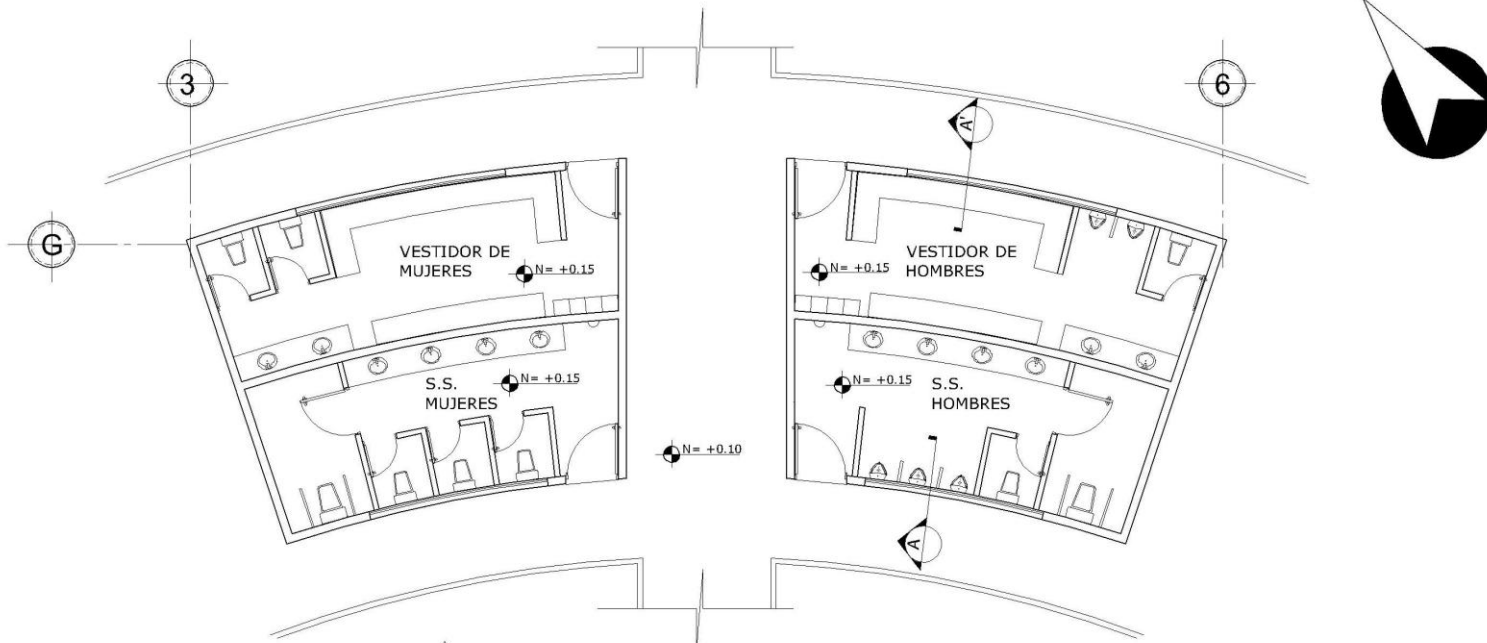 3
6
A'
G
VESTIDOR DE
MUJERES
N= +0.15
N= +0.15
VESTIDOR DE
HOMBRES
S.S.
MUJERES
N= +0.15
N= +0.15
S.S.
HOMBRES
N= +0.10
A